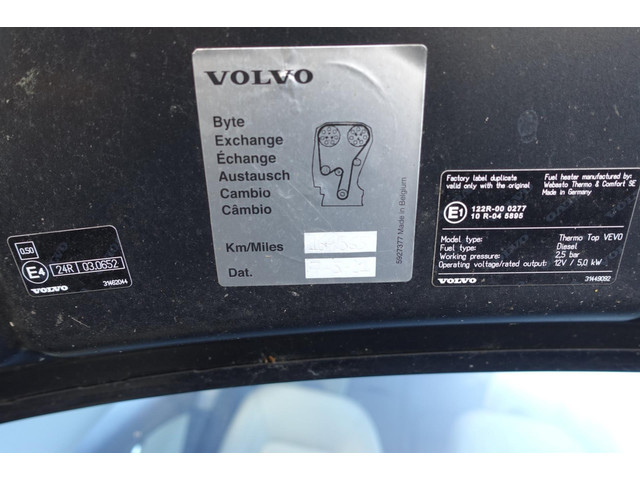 VOLVO
Byte
Exchange
Échange
Austausch
Cambio
Câmbio
Km/Miles
Dat.
5927377 Made in Belgium
0.50
E4 24R 03.0652
VOLVO 31462044
Factory label duplicate
valid only with the original
Fuel heater manufactured by:
Webasto Thermo & Comfort SE
Made in Germany
E1
122R-00 0277
10 R-04 5895
Model type: Thermo Top VEVO
Fuel type: Diesel
Working pressure: 2,5 bar
Operating voltage/rated output: 12V / 5,0 kW
VOLVO 31449092